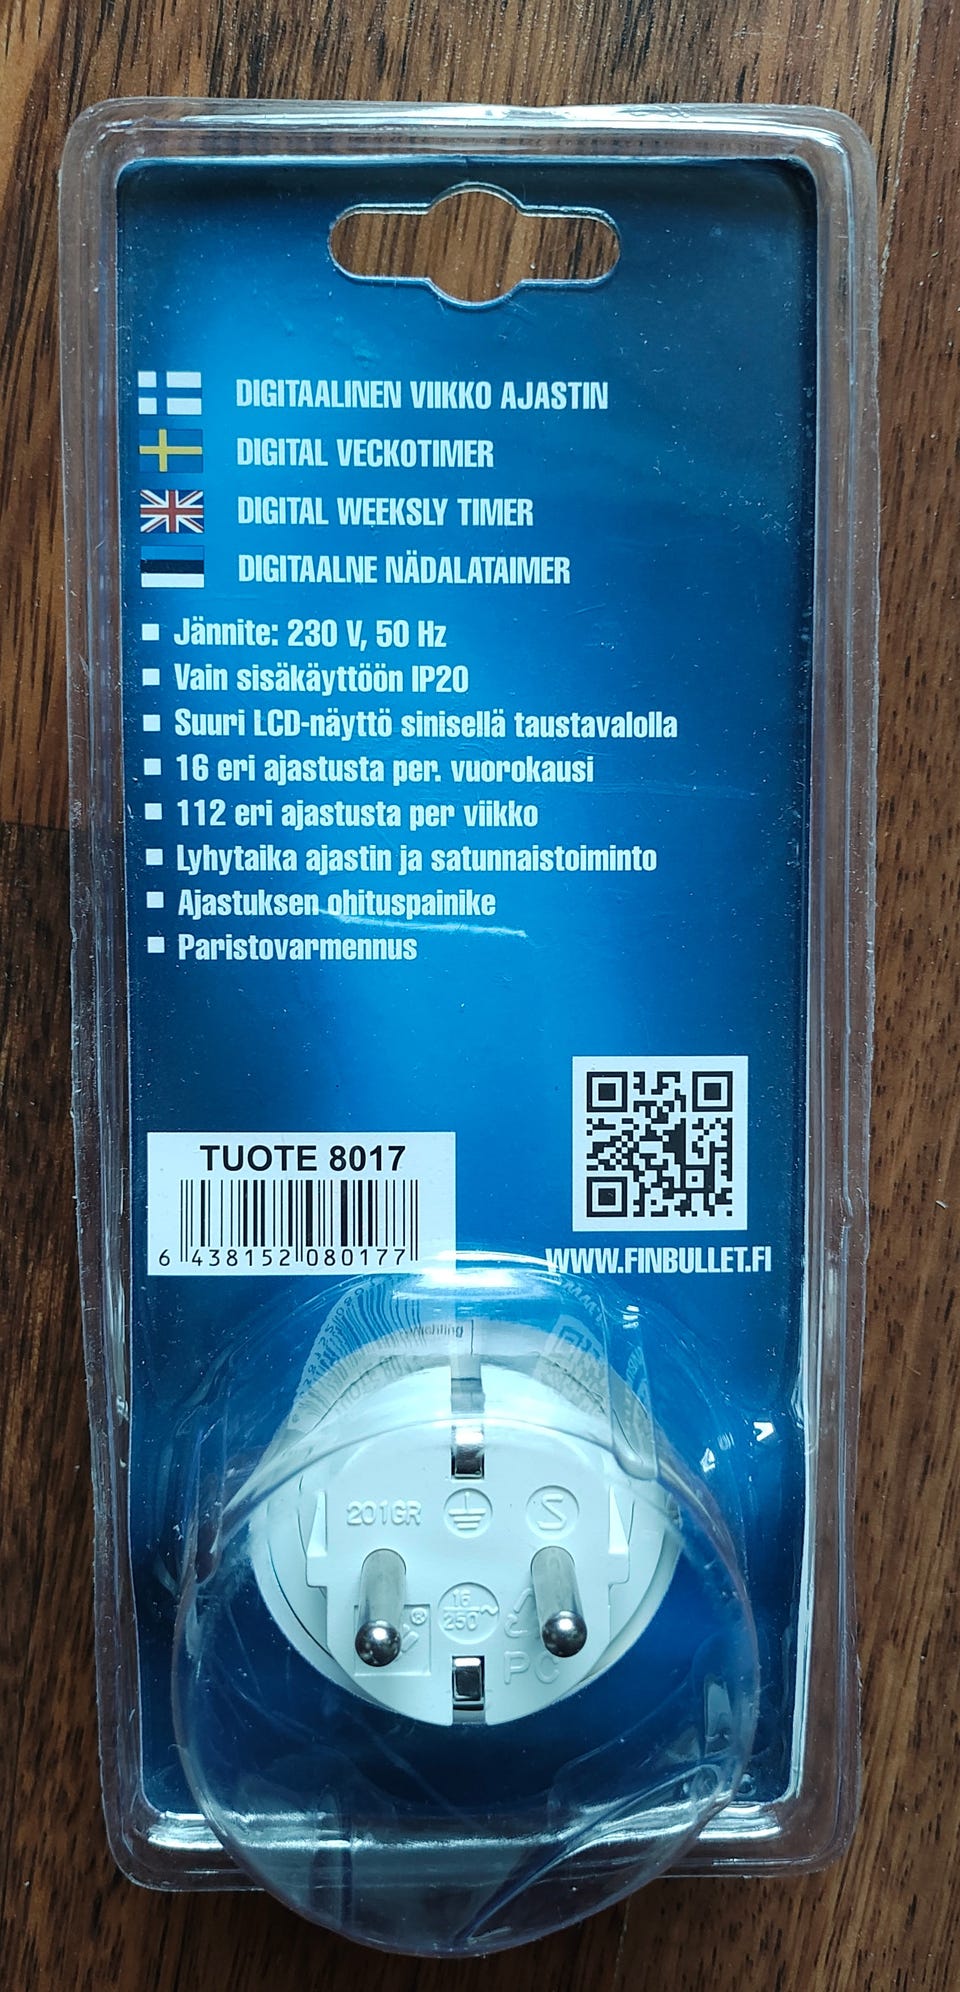 DIGITAALINEN VIIKKO AJASTIN
DIGITAL VECKOTIMER
DIGITAL WEEKSLY TIMER
DIGITAALNE NÄDALATAIMER
Jännite: 230 V, 50 Hz
Vain sisäkäyttöön IP20
Suuri LCD-näyttö sinisellä taustavalolla
16 eri ajastusta per. vuorokausi
112 eri ajastusta per viikko
Lyhytaika ajastin ja satunnaistoiminto
Ajastuksen ohituspainike
Paristovarmennus
TUOTE 8017
6 438152 080177
WWW.FINBULLET.FI
201GR
16
250~
PC